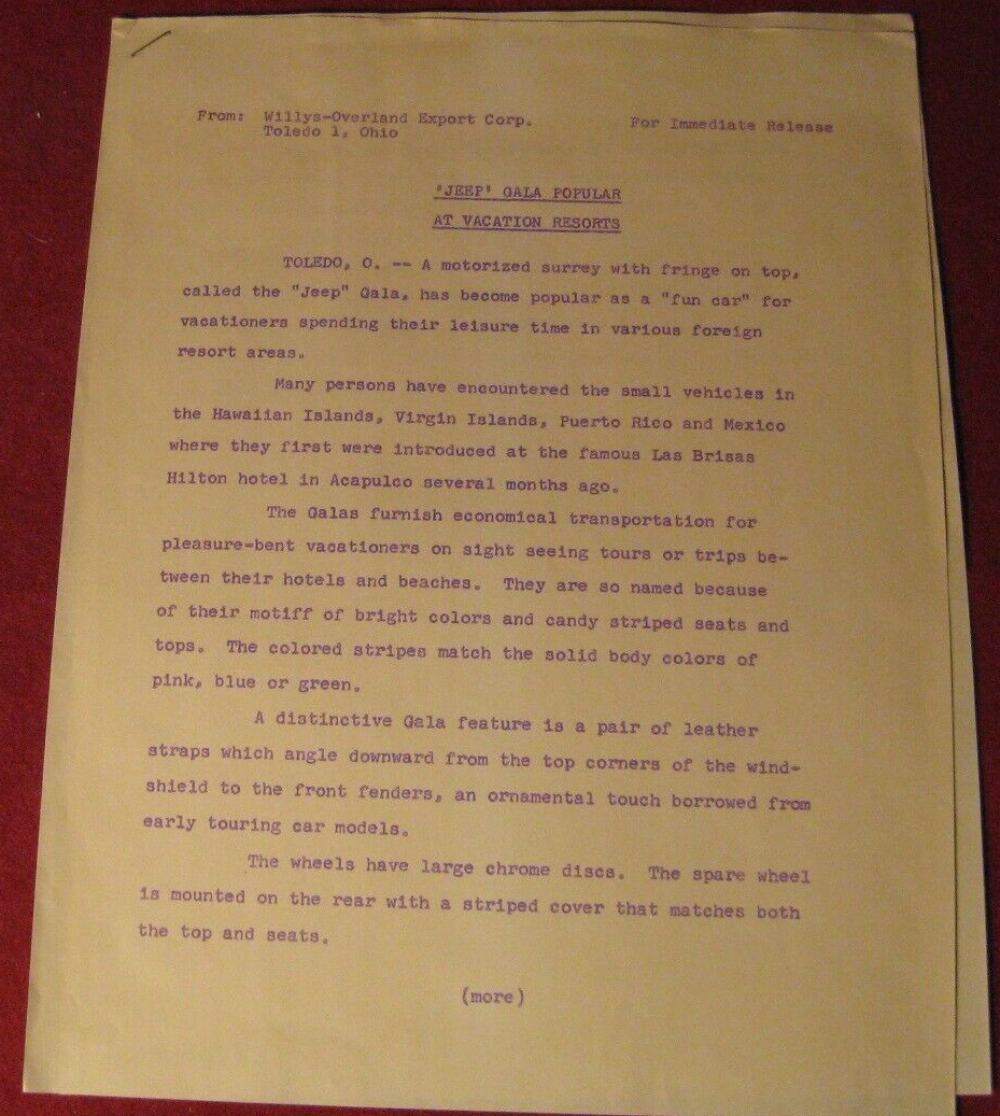 From: Willys-Overland Export Corp. For Immediate Release
Toledo 1, Ohio
"JEEP" GALA POPULAR
AT VACATION RESORTS
TOLEDO, O. -- A motorized surrey with fringe on top,
called the "Jeep" Gala, has become popular as a "fun car" for
vacationers spending their leisure time in various foreign
resort areas.
Many persons have encountered the small vehicles in
the Hawaiian Islands, Virgin Islands, Puerto Rico and Mexico
where they first were introduced at the famous Las Brisas
Hilton hotel in Acapulco several months ago.
The Galas furnish economical transportation for
pleasure-bent vacationers on sight seeing tours or trips be-
tween their hotels and beaches. They are so named because
of their motiff of bright colors and candy striped seats and
tops. The colored stripes match the solid body colors of
pink, blue or green.
A distinctive Gala feature is a pair of leather
straps which angle downward from the top corners of the wind-
shield to the front fenders, an ornamental touch borrowed from
early touring car models.
The wheels have large chrome discs. The spare wheel
is mounted on the rear with a striped cover that matches both
the top and seats.
(more)